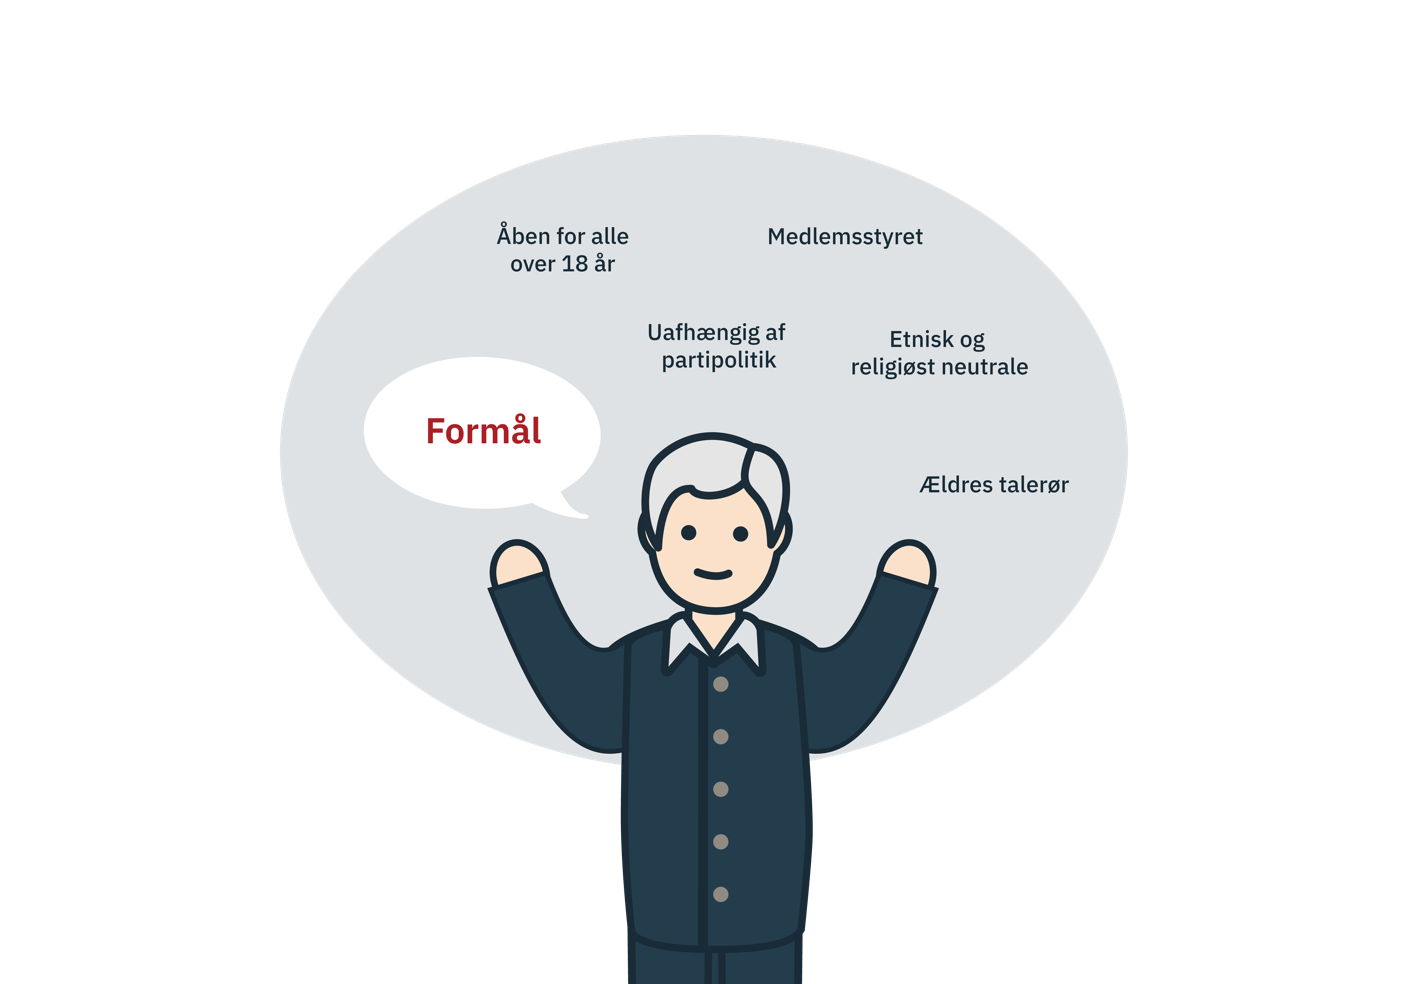 Åben for alle
over 18 år
Medlemsstyret
Uafhængig af
partipolitik
Etnisk og
religiøst neutrale
Formål
Ældres talerør